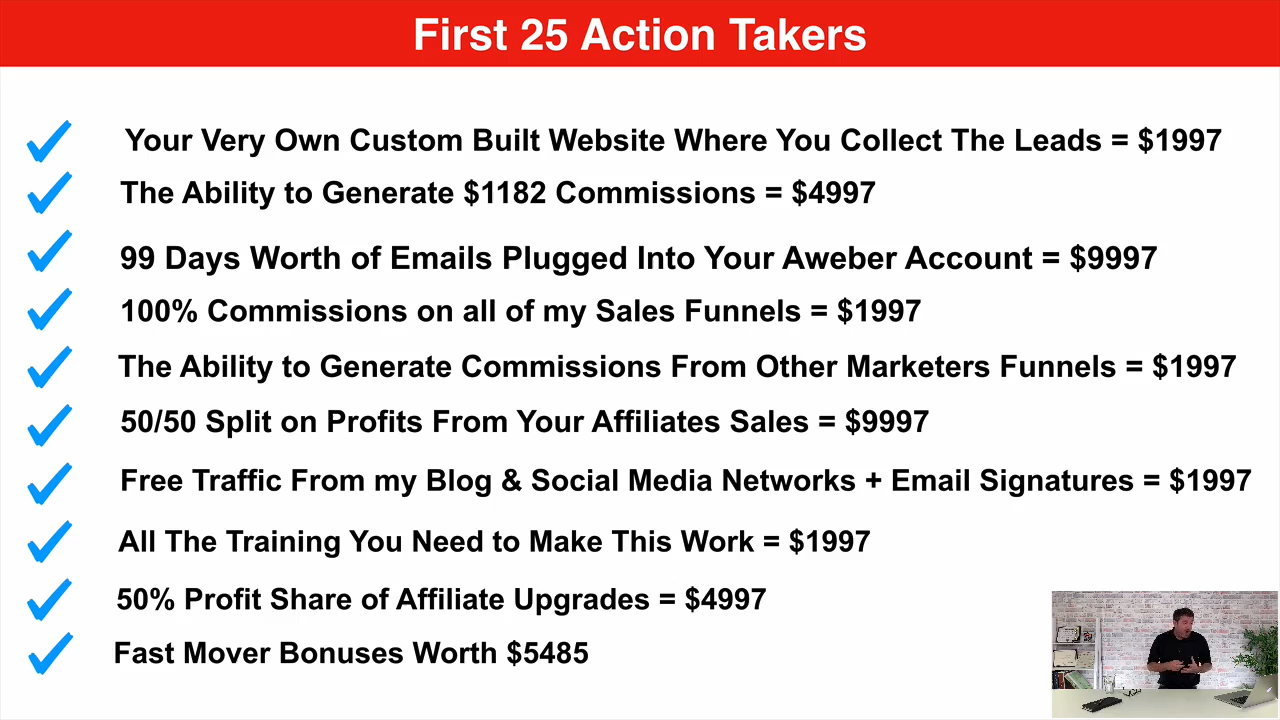 First 25 Action Takers
Your Very Own Custom Built Website Where You Collect The Leads = $1997
The Ability to Generate $1182 Commissions = $4997
99 Days Worth of Emails Plugged Into Your Aweber Account = $9997
100% Commissions on all of my Sales Funnels = $1997
The Ability to Generate Commissions From Other Marketers Funnels = $1997
50/50 Split on Profits From Your Affiliates Sales = $9997
Free Traffic From my Blog & Social Media Networks + Email Signatures = $1997
All The Training You Need to Make This Work = $1997
50% Profit Share of Affiliate Upgrades = $4997
Fast Mover Bonuses Worth $5485